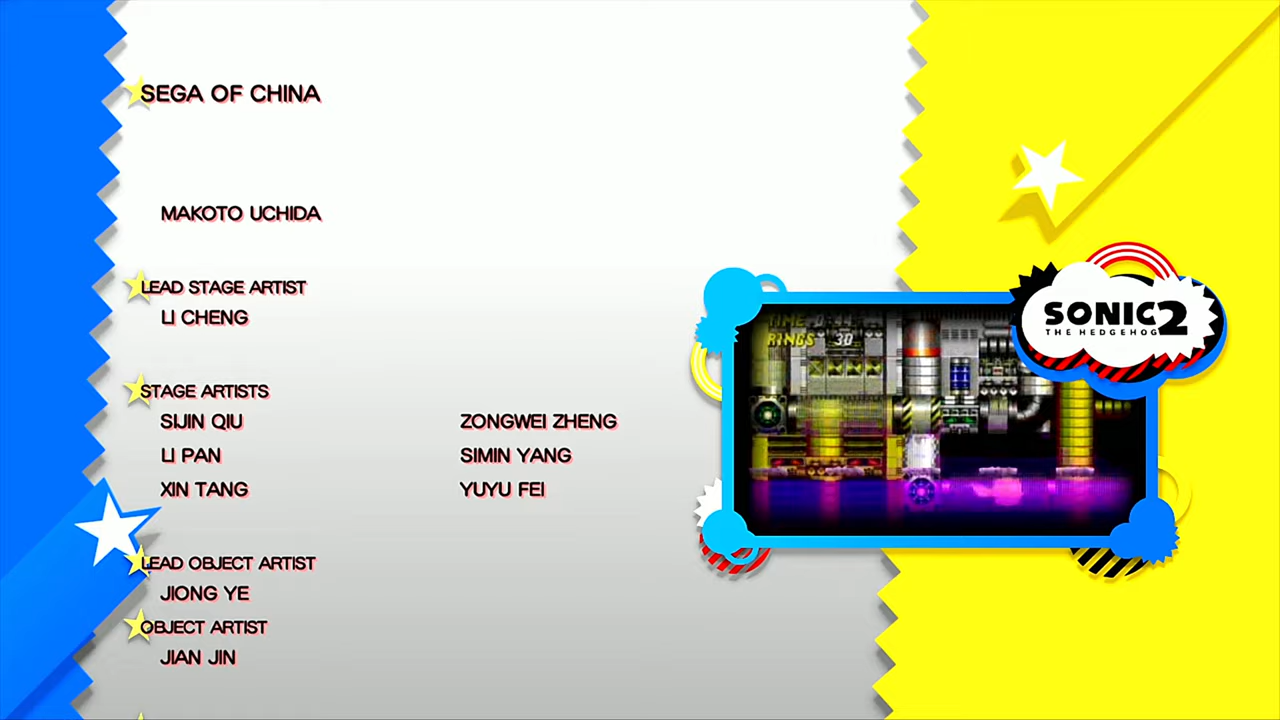 SEGA OF CHINA
MAKOTO UCHIDA
LEAD STAGE ARTIST
LI CHENG
STAGE ARTISTS
SIJIN QIU ZONGWEI ZHENG
LI PAN SIMIN YANG
XIN TANG YUYU FEI
LEAD OBJECT ARTIST
JIONG YE
OBJECT ARTIST
JIAN JIN
SONIC 2
THE HEDGEHOG
TIME
RINGS 30